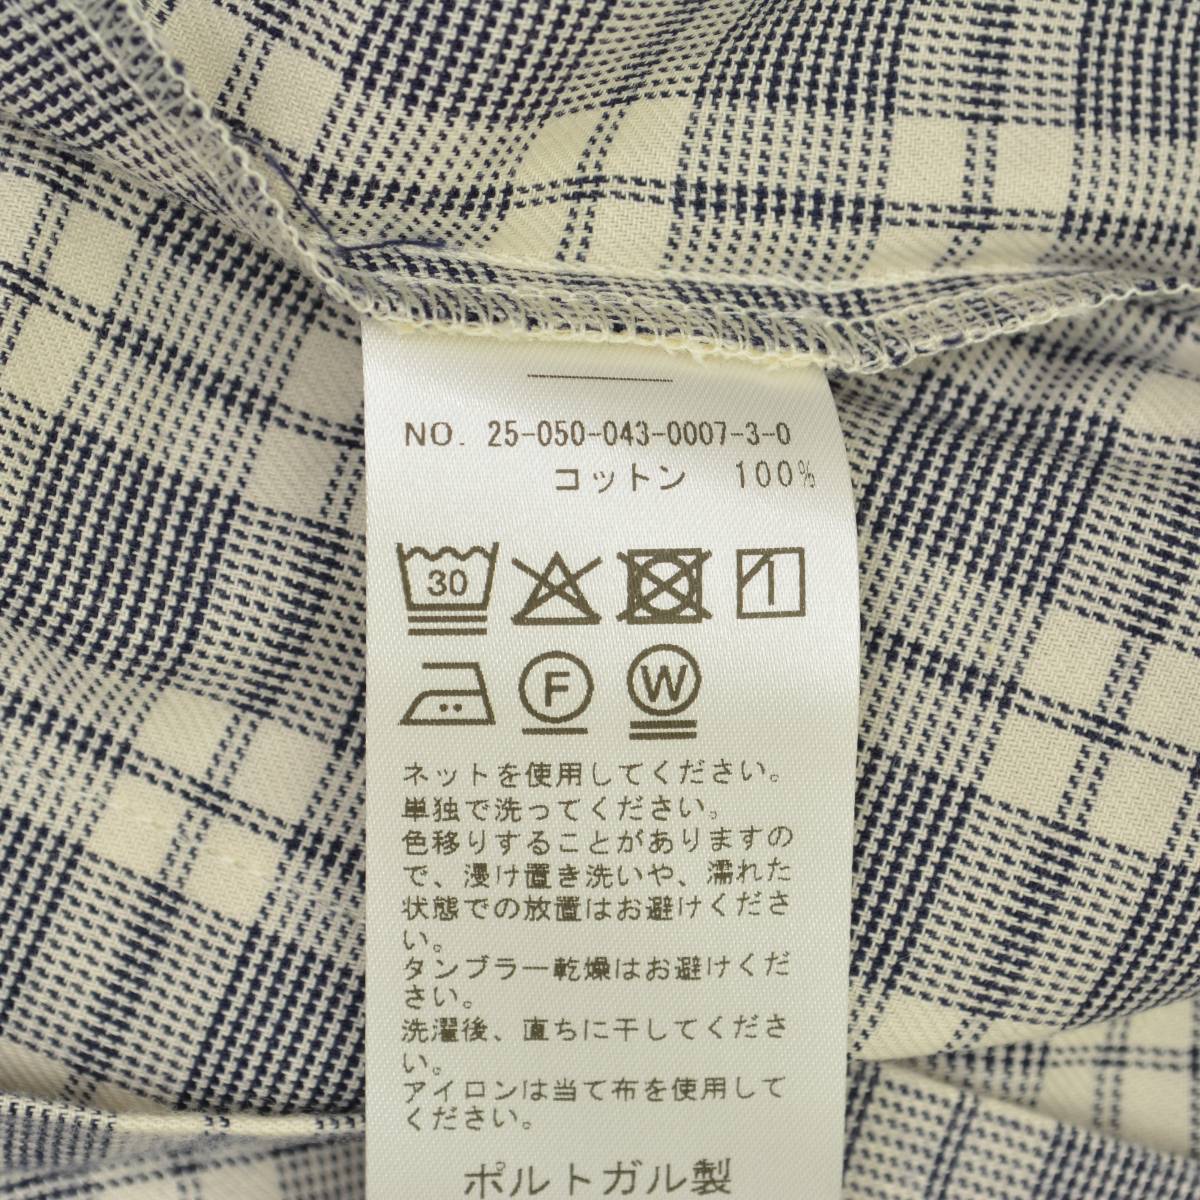 NO. 25-050-043-0007-3-0
コットン 100%
30
F
W
ネットを使用してください。
単独で洗ってください。
色移りすることがありますの
で、浸け置き洗いや、濡れた
状態での放置はお避けくださ
い。
タンブラー乾燥はお避けくだ
さい。
洗濯後、直ちに干してくださ
い。
アイロンは当て布を使用して
ください。
ポルトガル製